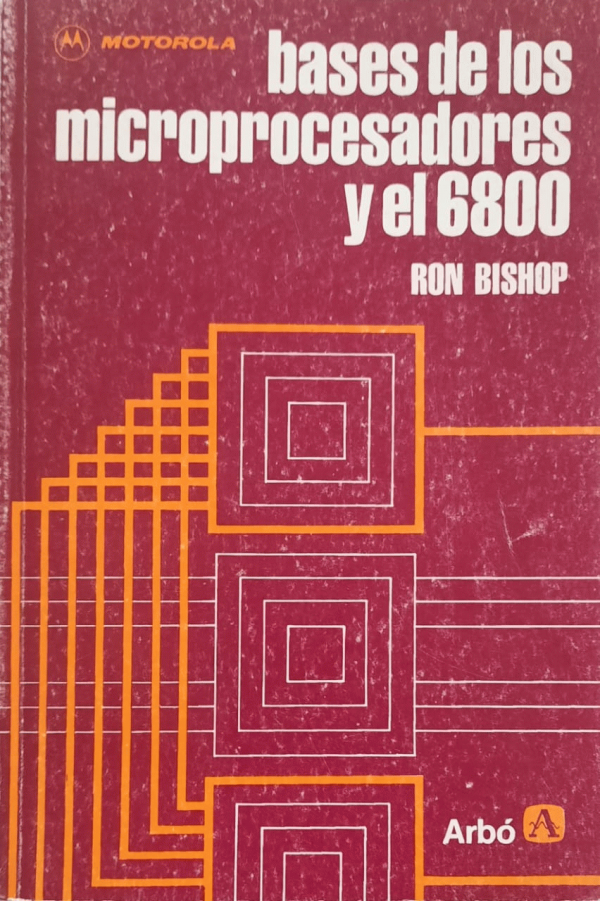 MOTOROLA
bases de los
microprocesadores
y el 6800
RON BISHOP
Arbó